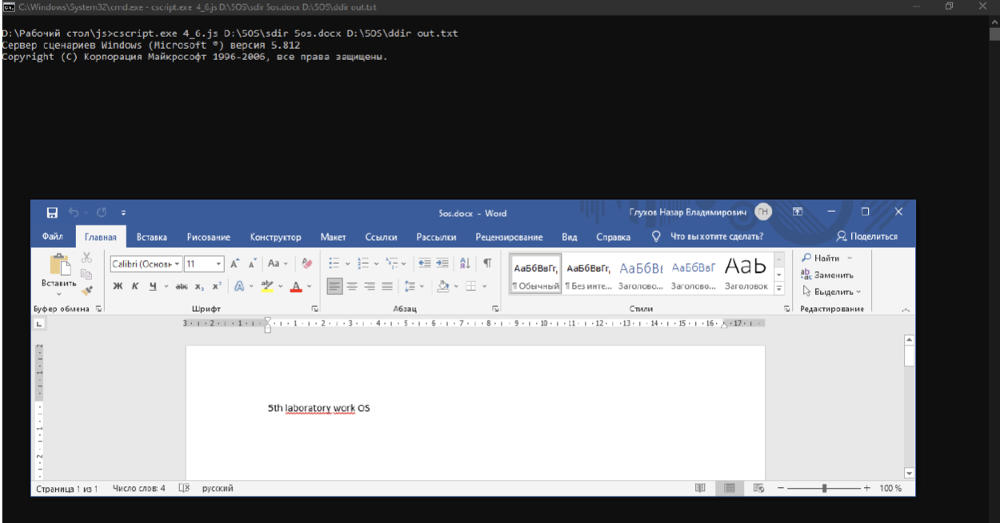 C:\Windows\System32\cmd.exe - cscript.exe 4_6.js D:\5OS\sdir 5os.docx D:\5OS\ddir out.txt
D:\Рабочий стол\js>cscript.exe 4_6.js D:\5OS\sdir 5os.docx D:\5OS\ddir out.txt
Сервер сценариев Windows (Microsoft ®) версия 5.812
Copyright (C) Корпорация Майкрософт 1996-2006, все права защищены.
5os.docx - Word
Глухов Назар Владимирович ГН
Файл Главная Вставка Рисование Конструктор Макет Ссылки Рассылки Рецензирование Вид Справка Что вы хотите сделать? Поделиться
Вставить
Буфер обмена
Calibri (Основн 11
Ж К Ч abc x₂ x²
Шрифт
Абзац
АаБбВвГг, АаБбВвГг, АаБбВı АаБбВвГ АаЬ
¶ Обычный ¶ Без инте... Заголово... Заголово... Заголовок
Стили
Найти
Заменить
Выделить
Редактирование
3 2 1 1 2 3 4 5 6 7 8 9 10 11 12 13 14 15 16 17
5th laboratory work OS
Страница 1 из 1 Число слов: 4 русский 100 %